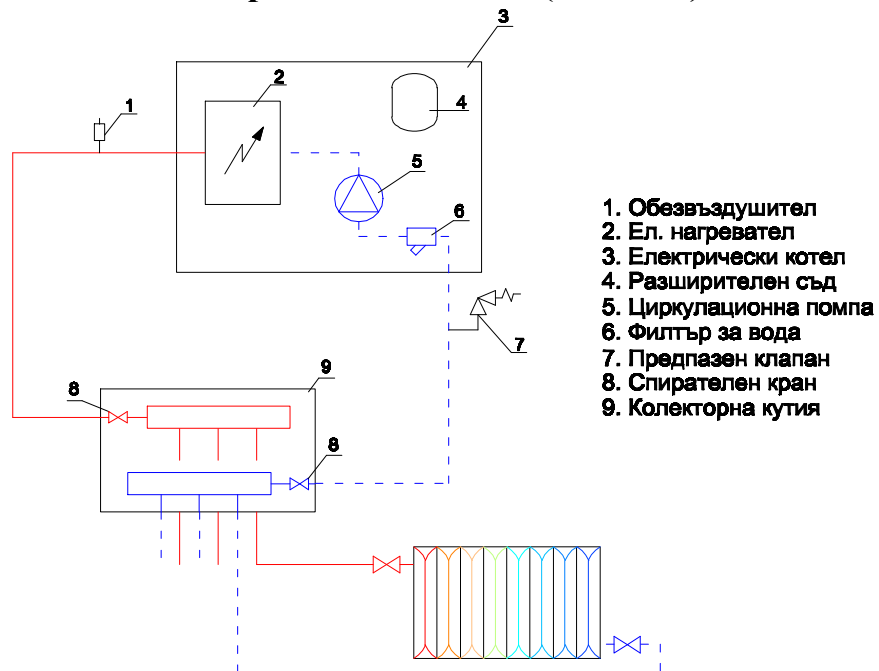 3
2
1
4
5
6
7
1. Обезвъздушител
2. Ел. нагревател
3. Електрически котел
4. Разширителен съд
5. Циркулационна помпа
6. Филтър за вода
7. Предпазен клапан
8. Спирателен кран
9. Колекторна кутия
9
8
8